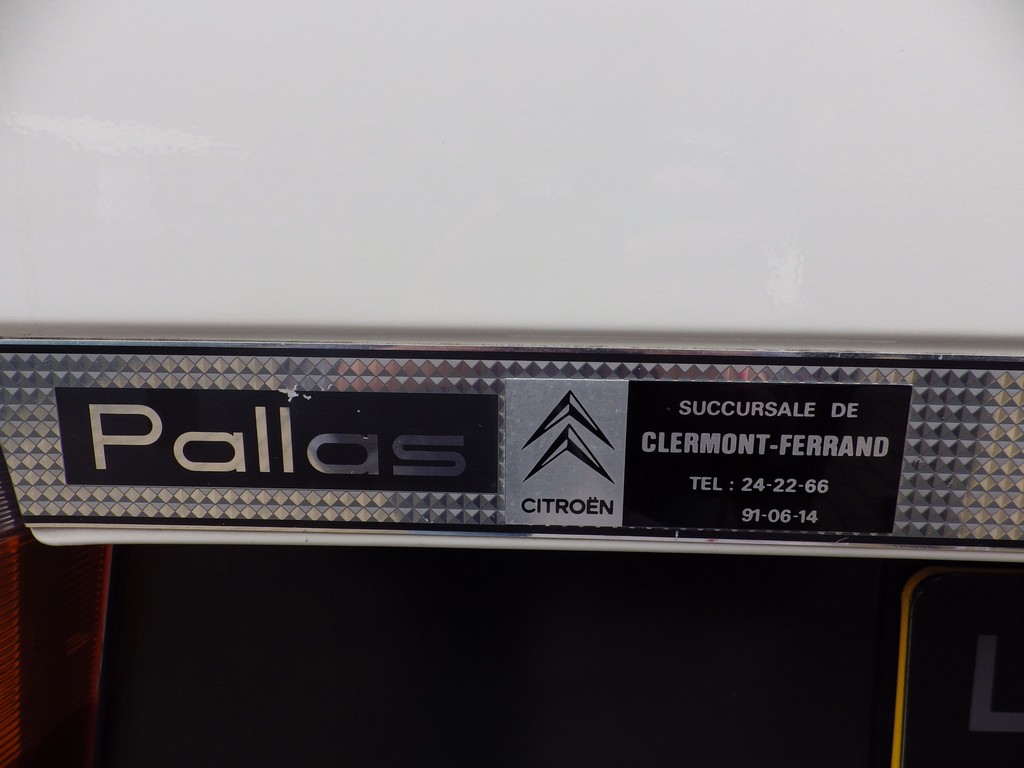 Pallas
CITROËN
SUCCURSALE DE
CLERMONT-FERRAND
TEL : 24-22-66
91-06-14
L